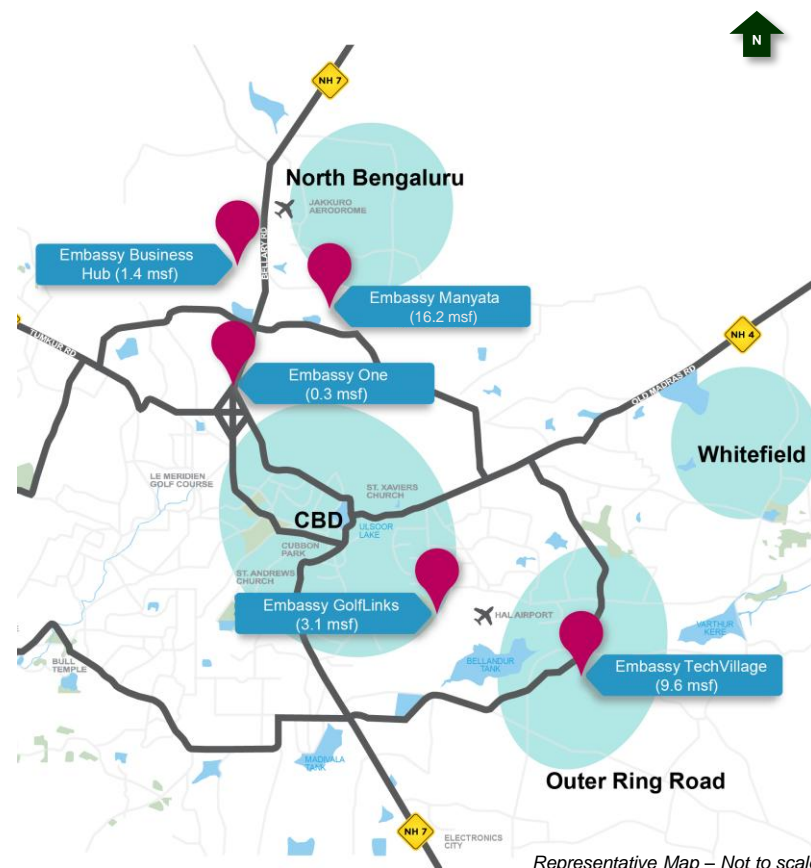 N
NH 7
North Bengaluru
JAKKURO
AERODROME
Embassy Business
Hub (1.4 msf)
BELLARY RD
Embassy Manyata
(16.2 msf)
TUMKUR RD
NH 4
Embassy One
(0.3 msf)
OLD MADRAS RD
Whitefield
LE MERIDIEN
GOLF COURSE
ST. XAVIERS
CHURCH
CBD
ULSOOR
LAKE
CUBBON
PARK
ST. ANDREWS
CHURCH
Embassy GolfLinks
(3.1 msf)
HAL AIRPORT
VARTHUR
KERE
BULL
TEMPLE
BELLANDUR
TANK
Embassy TechVillage
(9.6 msf)
MADIVALA
TANK
Outer Ring Road
NH 7
ELECTRONICS
CITY
Representative Map – Not to scale